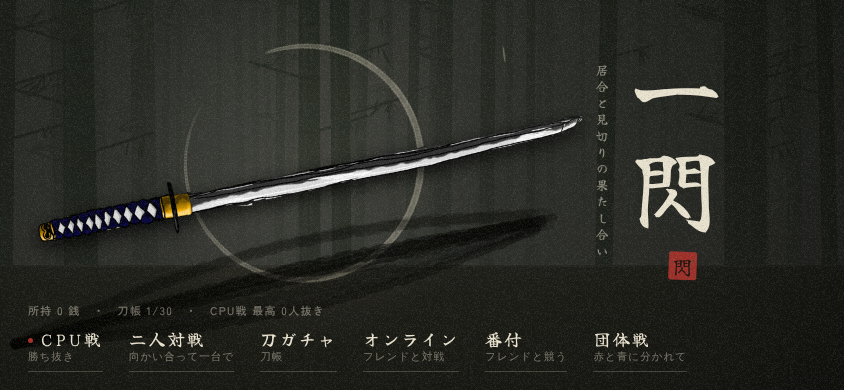 一閃
居合と見切りの果たし合い
閃
所持 0 銭 ・ 刀帳 1/30 ・ CPU戦 最高 0人抜き
CPU戦
勝ち抜き
二人対戦
向かい合って一台で
刀ガチャ
刀帳
オンライン
フレンドと対戦
番付
フレンドと競う
団体戦
赤と青に分かれて